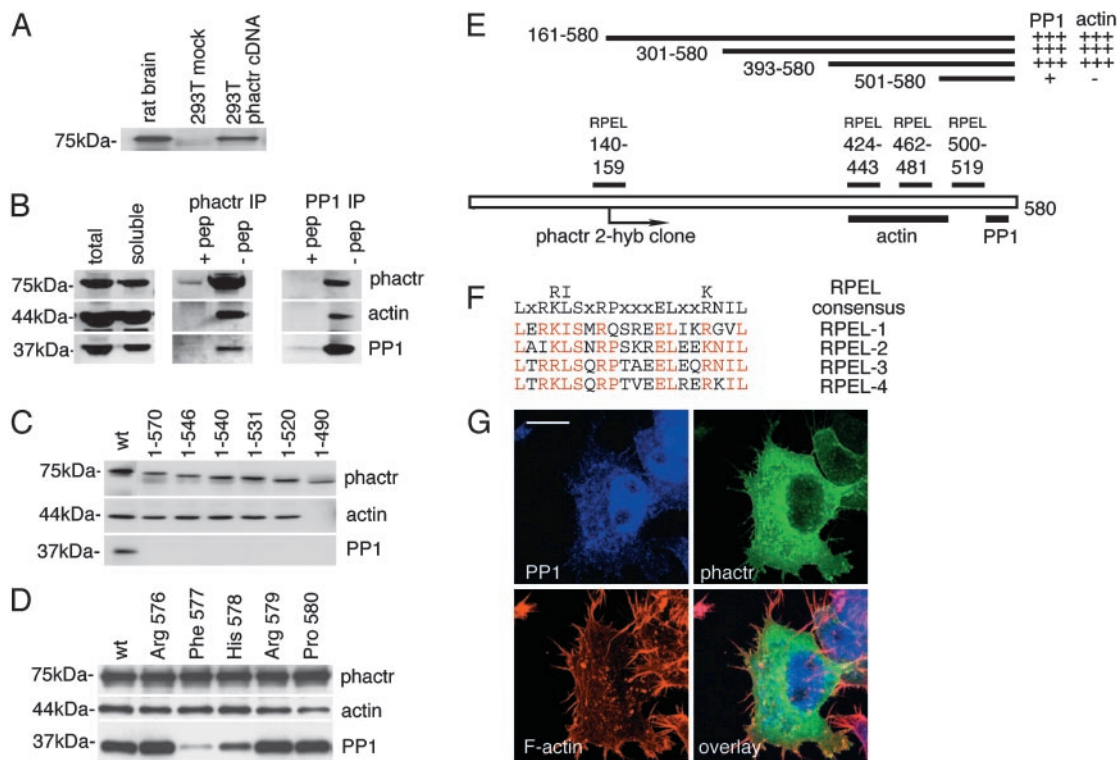 A
rat brain
293T mock
293T
phactr cDNA
75kDa-
B
phactr IP
PP1 IP
total
soluble
+ pep
- pep
+ pep
- pep
75kDa-
phactr
44kDa-
actin
37kDa-
PP1
C
wt
1-570
1-546
1-540
1-531
1-520
1-490
75kDa-
phactr
44kDa-
actin
37kDa-
PP1
D
wt
Arg 576
Phe 577
His 578
Arg 579
Pro 580
75kDa-
phactr
44kDa-
actin
37kDa-
PP1
E
PP1 actin
161-580 +++ +++
301-580 +++ +++
393-580 +++ +++
501-580 + -
RPEL RPEL RPEL RPEL
140- 424- 462- 500-
159 443 481 519
580
phactr 2-hyb clone
actin
PP1
F
RI K RPEL
LxRKLSxRPxxxELxxRNIL consensus
LERKISMRQSREELIKRGVL RPEL-1
LAIKLSNRPSKRELEEKNIL RPEL-2
LTRRLSQRPTAEELEQRNIL RPEL-3
LTRKLSQRPTVEELRERKIL RPEL-4
G
PP1
phactr
F-actin
overlay